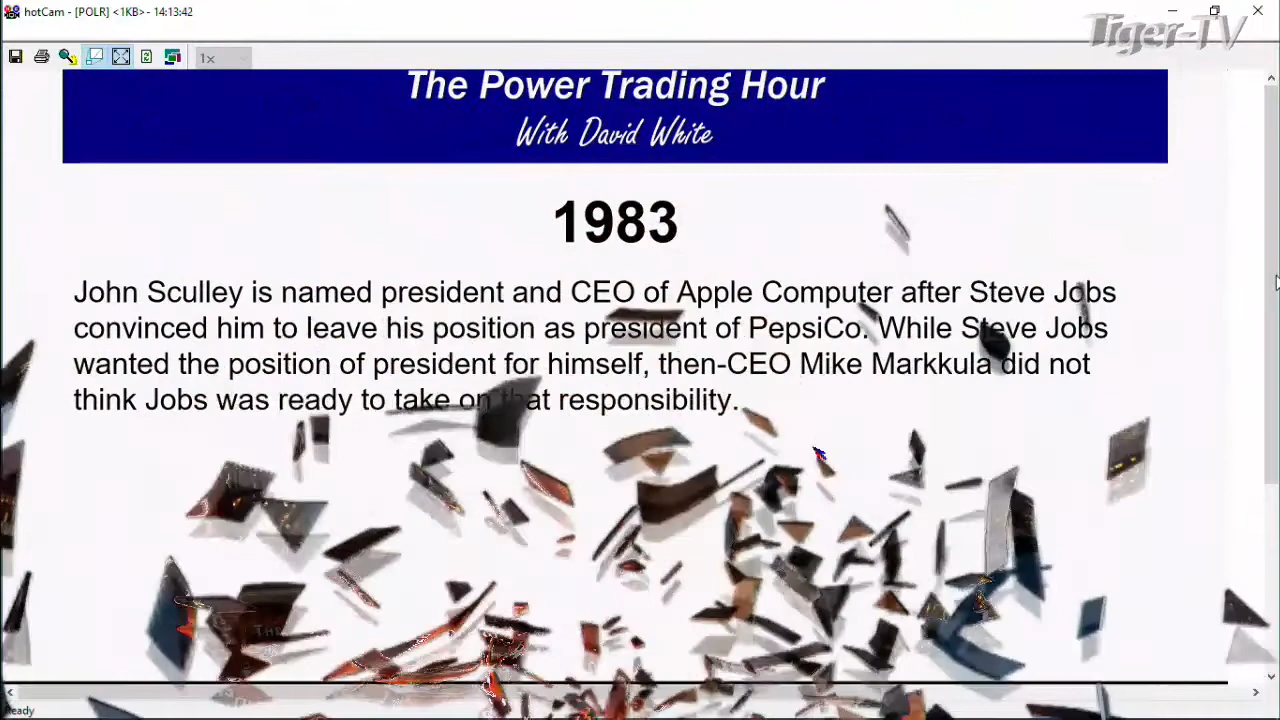 hotCam - [POLR] <1KB> - 14:13:42
Tiger-TV
1x
The Power Trading Hour
With David White
1983
John Sculley is named president and CEO of Apple Computer after Steve Jobs
convinced him to leave his position as president of PepsiCo. While Steve Jobs
wanted the position of president for himself, then-CEO Mike Markkula did not
think Jobs was ready to take on that responsibility.
THE
Ready